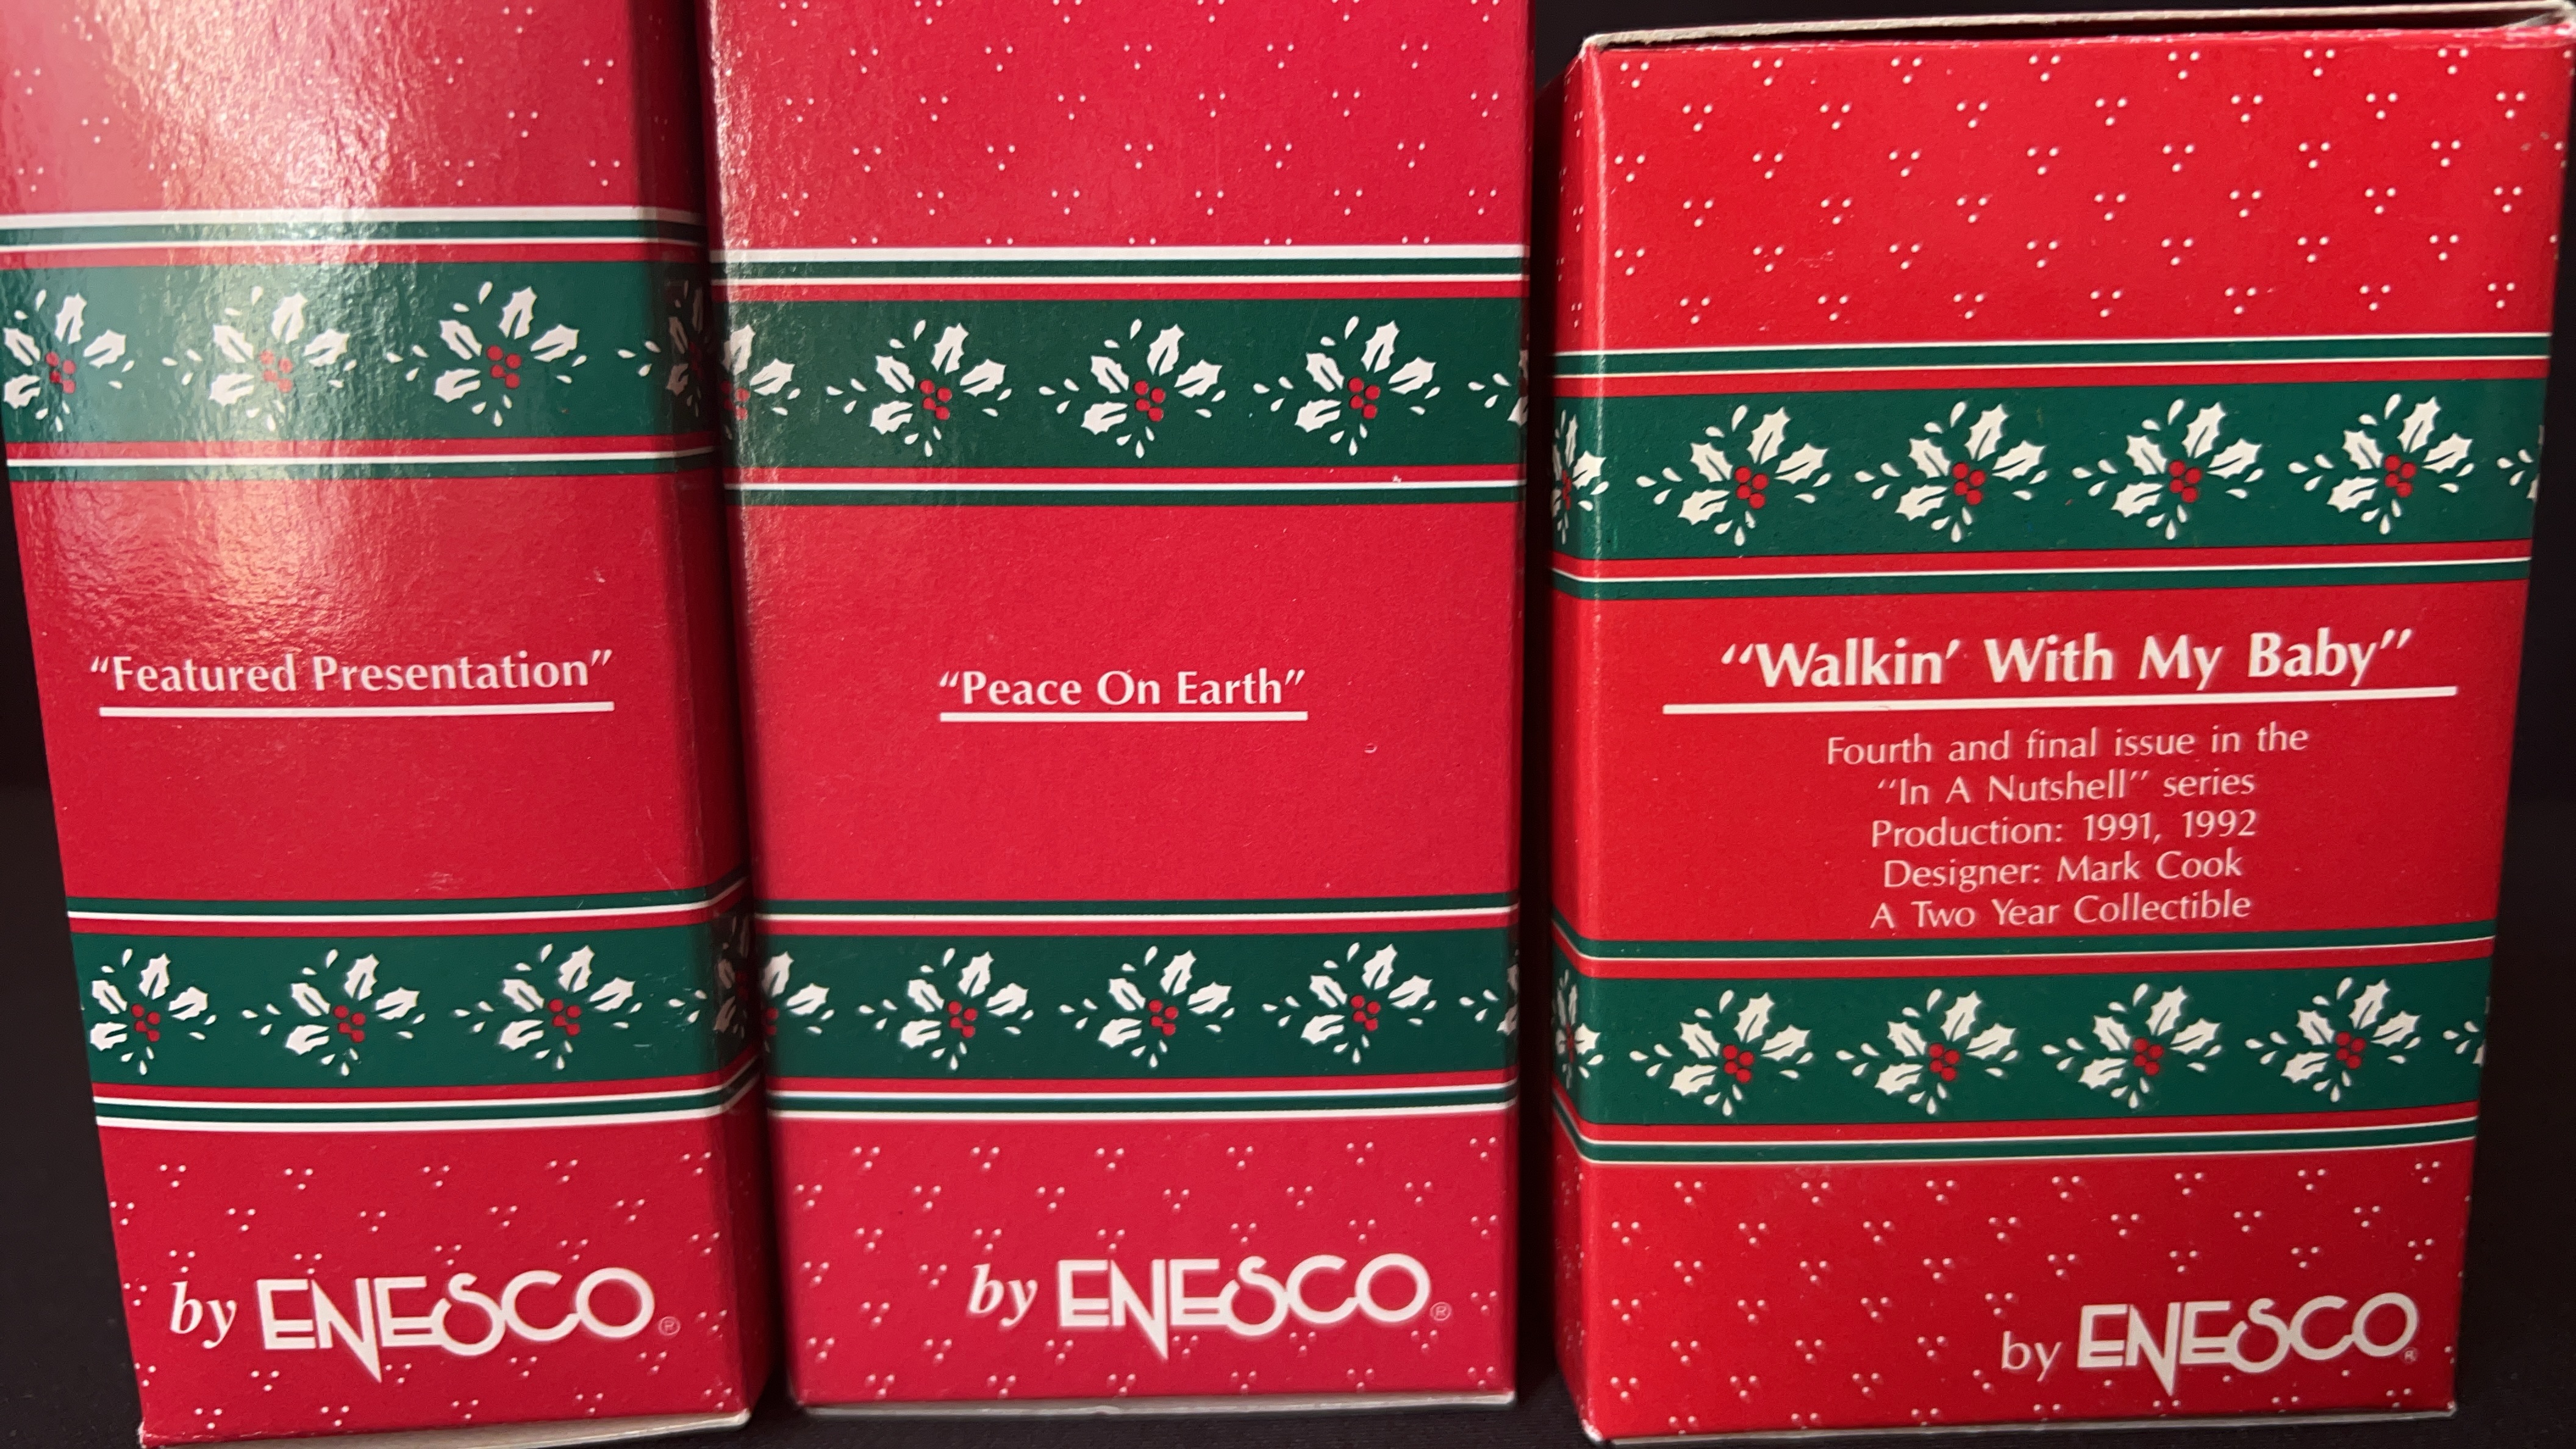 “Featured Presentation”
by ENESCO®
“Peace On Earth”
by ENESCO®
“Walkin’ With My Baby”
Fourth and final issue in the
“In A Nutshell” series
Production: 1991, 1992
Designer: Mark Cook
A Two Year Collectible
by ENESCO®